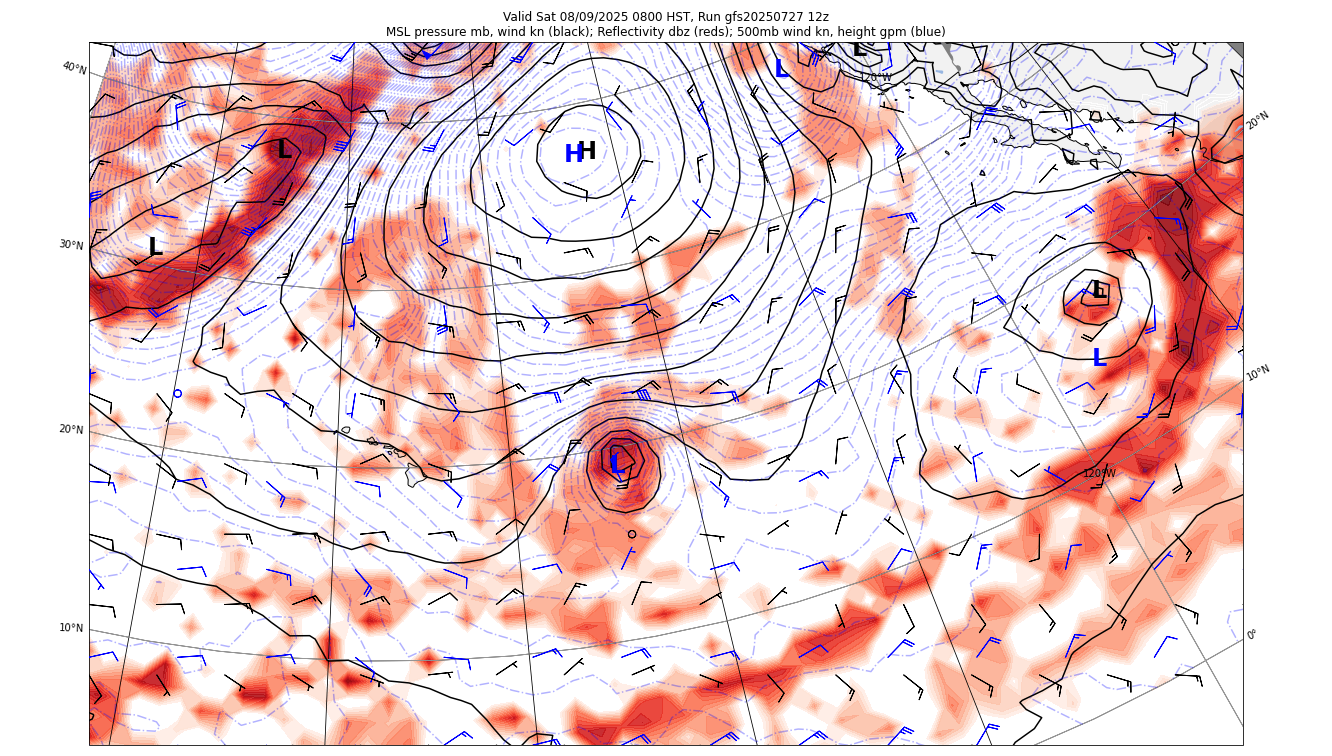 Valid Sat 08/09/2025 0800 HST, Run gfs20250727 12z
MSL pressure mb, wind kn (black); Reflectivity dbz (reds); 500mb wind kn, height gpm (blue)
L
40°N
L
120°W
20°N
L
H
H
L
30°N
L
L
10°N
20°N
L
120°W
10°N
0°